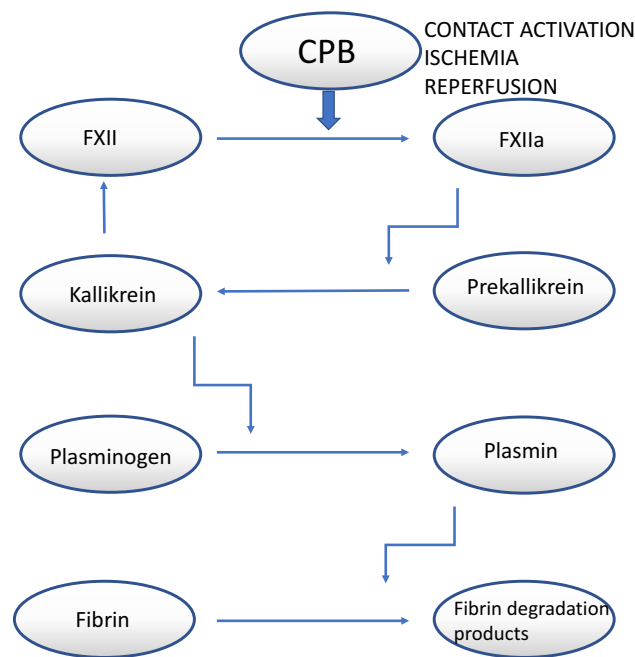 CPB
CONTACT ACTIVATION
ISCHEMIA
REPERFUSION
FXII
FXIIa
Kallikrein
Prekallikrein
Plasminogen
Plasmin
Fibrin
Fibrin degradation
products